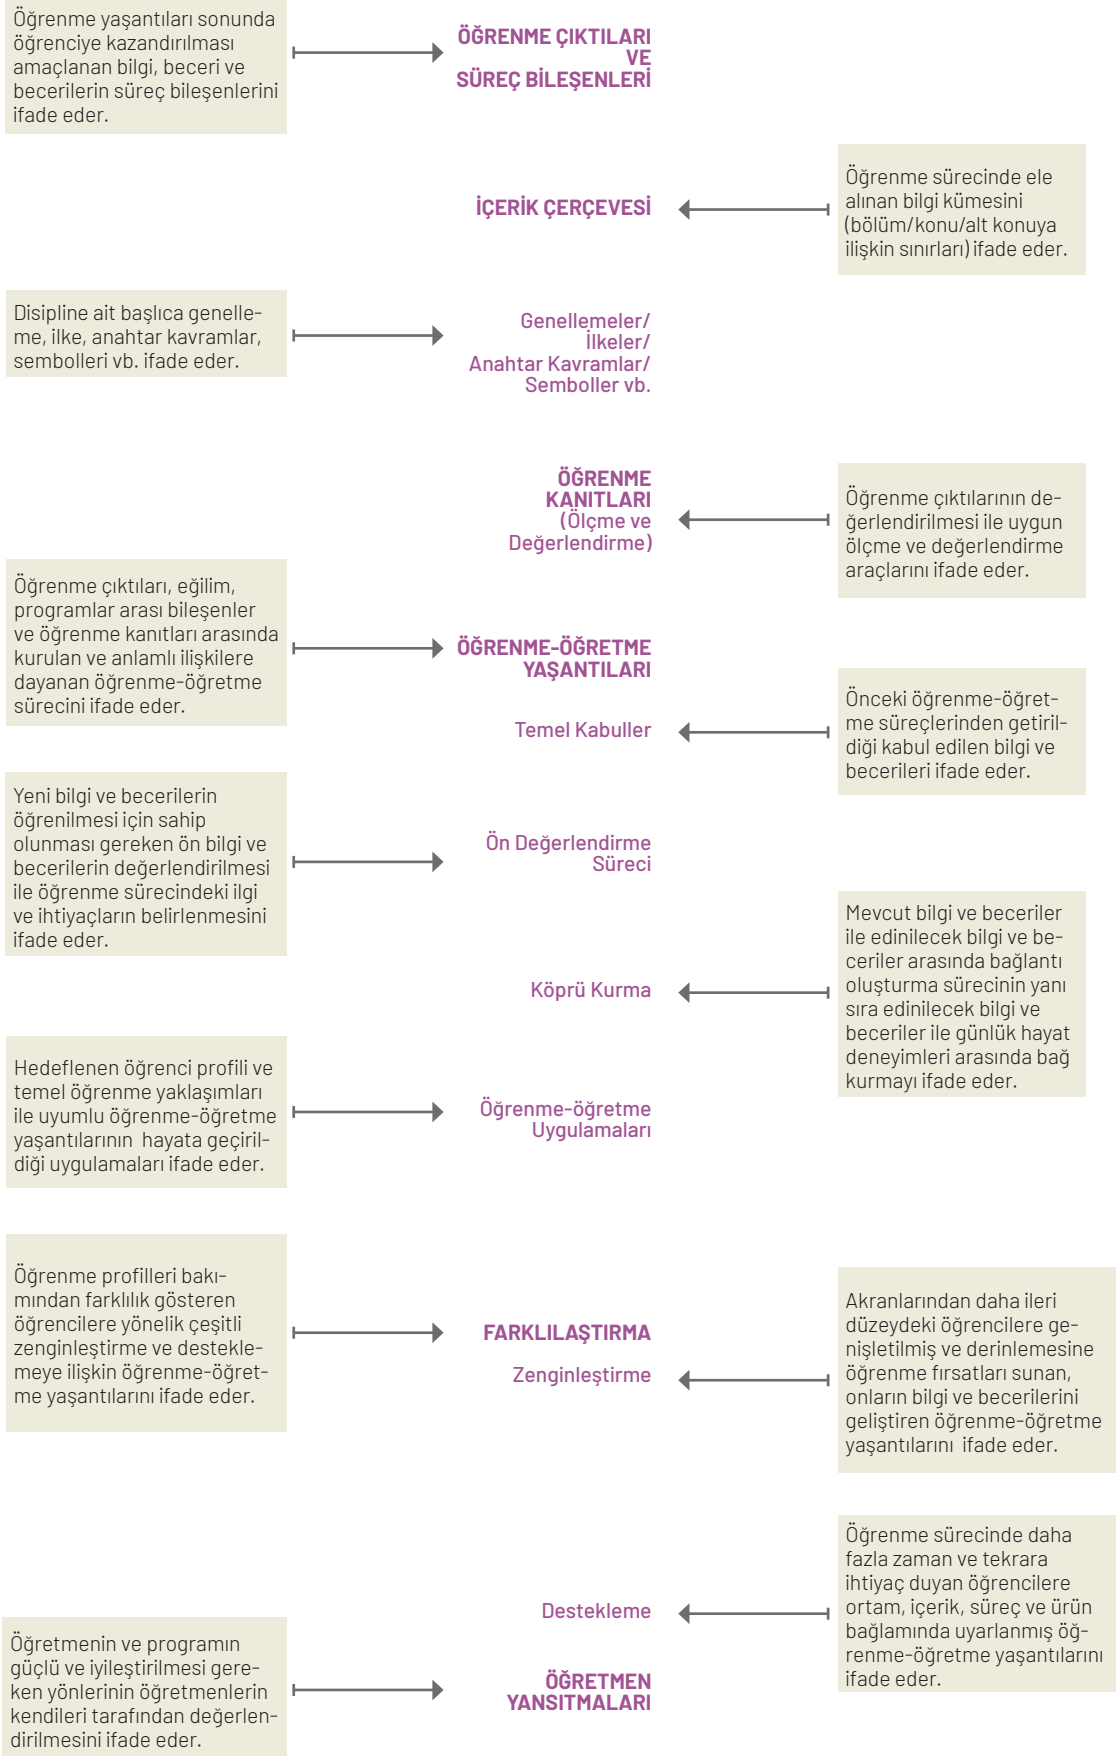 Öğrenme yaşantıları sonunda
öğrenciye kazandırılması
amaçlanan bilgi, beceri ve
becerilerin süreç bileşenlerini
ifade eder.
ÖĞRENME ÇIKTILARI
VE
SÜREÇ BİLEŞENLERİ
İÇERİK ÇERÇEVESİ
Öğrenme sürecinde ele
alınan bilgi kümesini
(bölüm/konu/alt konuya
ilişkin sınırları) ifade eder.
Disipline ait başlıca genelle-
me, ilke, anahtar kavramlar,
sembolleri vb. ifade eder.
Genellemeler/
İlkeler/
Anahtar Kavramlar/
Semboller vb.
ÖĞRENME
KANITLARI
(Ölçme ve
Değerlendirme)
Öğrenme çıktılarının de-
ğerlendirilmesi ile uygun
ölçme ve değerlendirme
araçlarını ifade eder.
Öğrenme çıktıları, eğilim,
programlar arası bileşenler
ve öğrenme kanıtları arasında
kurulan ve anlamlı ilişkilere
dayanan öğrenme-öğretme
sürecini ifade eder.
ÖĞRENME-ÖĞRETME
YAŞANTILARI
Temel Kabuller
Önceki öğrenme-öğret-
me süreçlerinden getiril-
diği kabul edilen bilgi ve
becerileri ifade eder.
Yeni bilgi ve becerilerin
öğrenilmesi için sahip
olunması gereken ön bilgi ve
becerilerin değerlendirilmesi
ile öğrenme sürecindeki ilgi
ve ihtiyaçların belirlenmesini
ifade eder.
Ön Değerlendirme
Süreci
Köprü Kurma
Mevcut bilgi ve beceriler
ile edinilecek bilgi ve be-
ceriler arasında bağlantı
oluşturma sürecinin yanı
sıra edinilecek bilgi ve
beceriler ile günlük hayat
deneyimleri arasında bağ
kurmayı ifade eder.
Hedeflenen öğrenci profili ve
temel öğrenme yaklaşımları
ile uyumlu öğrenme-öğretme
yaşantılarının hayata geçiril-
diği uygulamaları ifade eder.
Öğrenme-öğretme
Uygulamaları
Öğrenme profilleri bakı-
mından farklılık gösteren
öğrencilere yönelik çeşitli
zenginleştirme ve destekle-
meye ilişkin öğrenme-öğret-
me yaşantılarını ifade eder.
FARKLILAŞTIRMA
Zenginleştirme
Akranlarından daha ileri
düzeydeki öğrencilere ge-
nişletilmiş ve derinlemesine
öğrenme fırsatları sunan,
onların bilgi ve becerilerini
geliştiren öğrenme-öğretme
yaşantılarını ifade eder.
Destekleme
Öğrenme sürecinde daha
fazla zaman ve tekrara
ihtiyaç duyan öğrencilere
ortam, içerik, süreç ve ürün
bağlamında uyarlanmış öğ-
renme-öğretme yaşantılarını
ifade eder.
Öğretmenin ve programın
güçlü ve iyileştirilmesi gere-
ken yönlerinin öğretmenlerin
kendileri tarafından değerlen-
dirilmesini ifade eder.
ÖĞRETMEN
YANSITMALARI